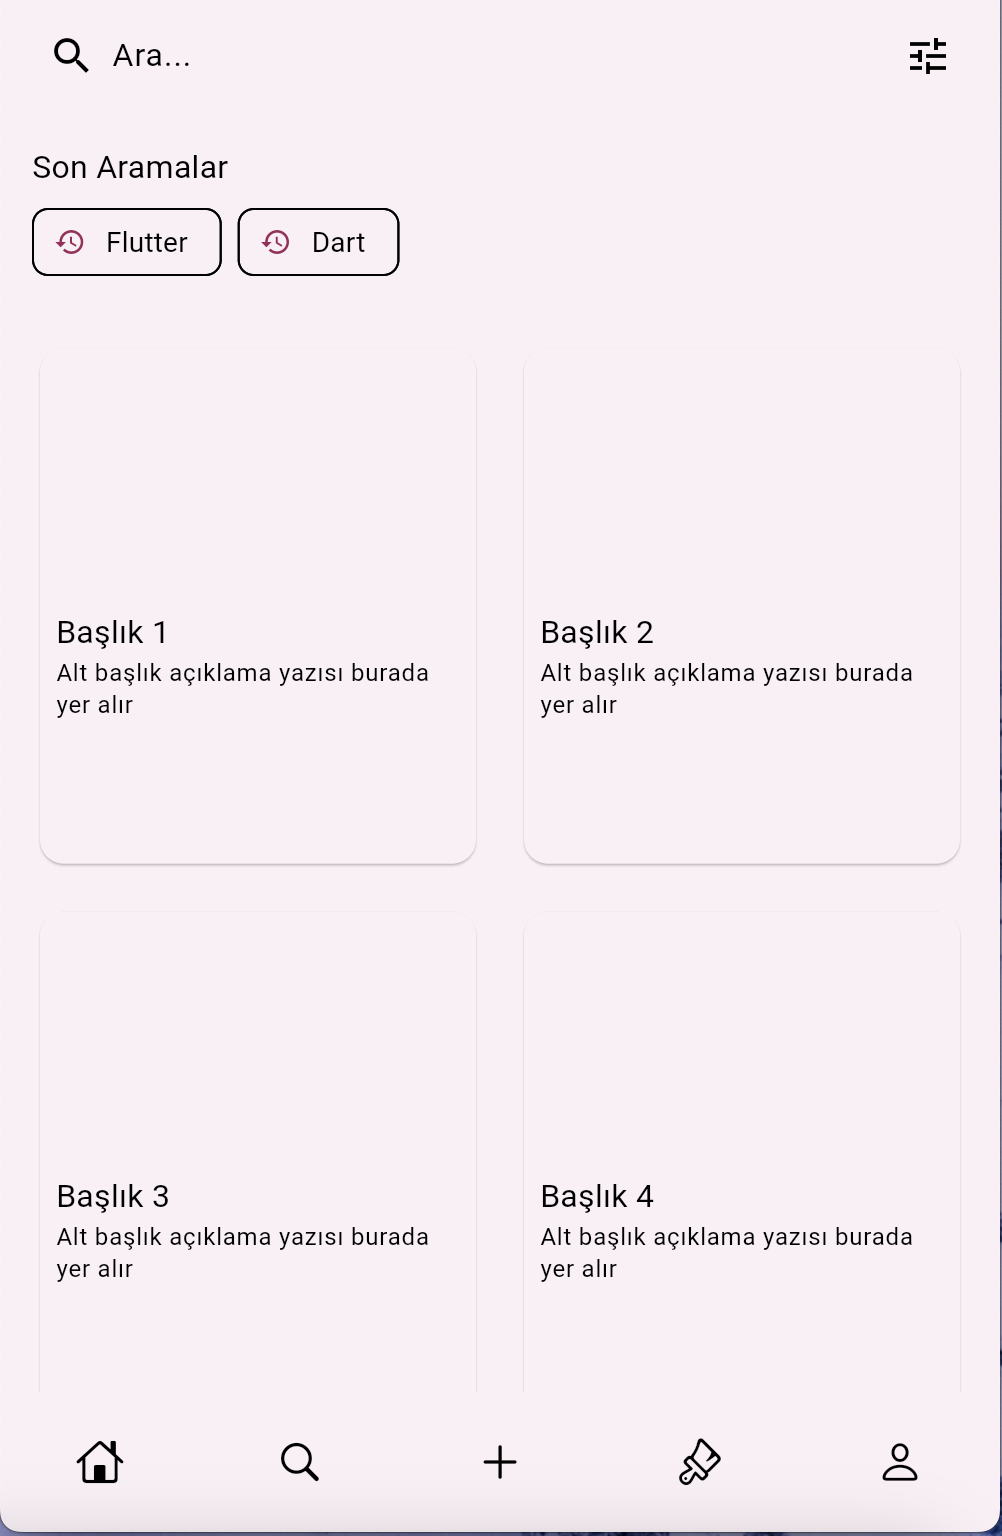 Ara...
Son Aramalar
Flutter
Dart
Başlık 1
Alt başlık açıklama yazısı burada
yer alır
Başlık 2
Alt başlık açıklama yazısı burada
yer alır
Başlık 3
Alt başlık açıklama yazısı burada
yer alır
Başlık 4
Alt başlık açıklama yazısı burada
yer alır